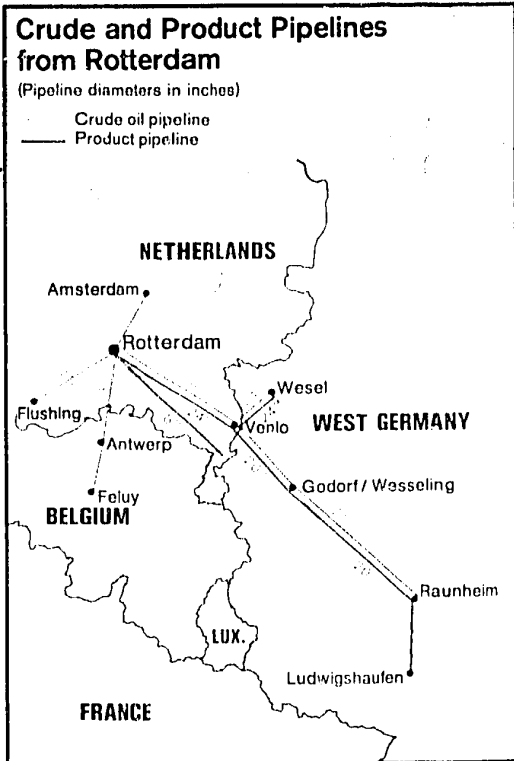 Crude and Product Pipelines
from Rotterdam
(Pipeline diameters in inches)
Crude oil pipeline
Product pipeline
NETHERLANDS
Amsterdam
Rotterdam
Wesel
Flushing
Venlo
WEST GERMANY
Antwerp
Godorf/Wesseling
Feluy
BELGIUM
Raunheim
LUX.
Ludwigshafen
FRANCE